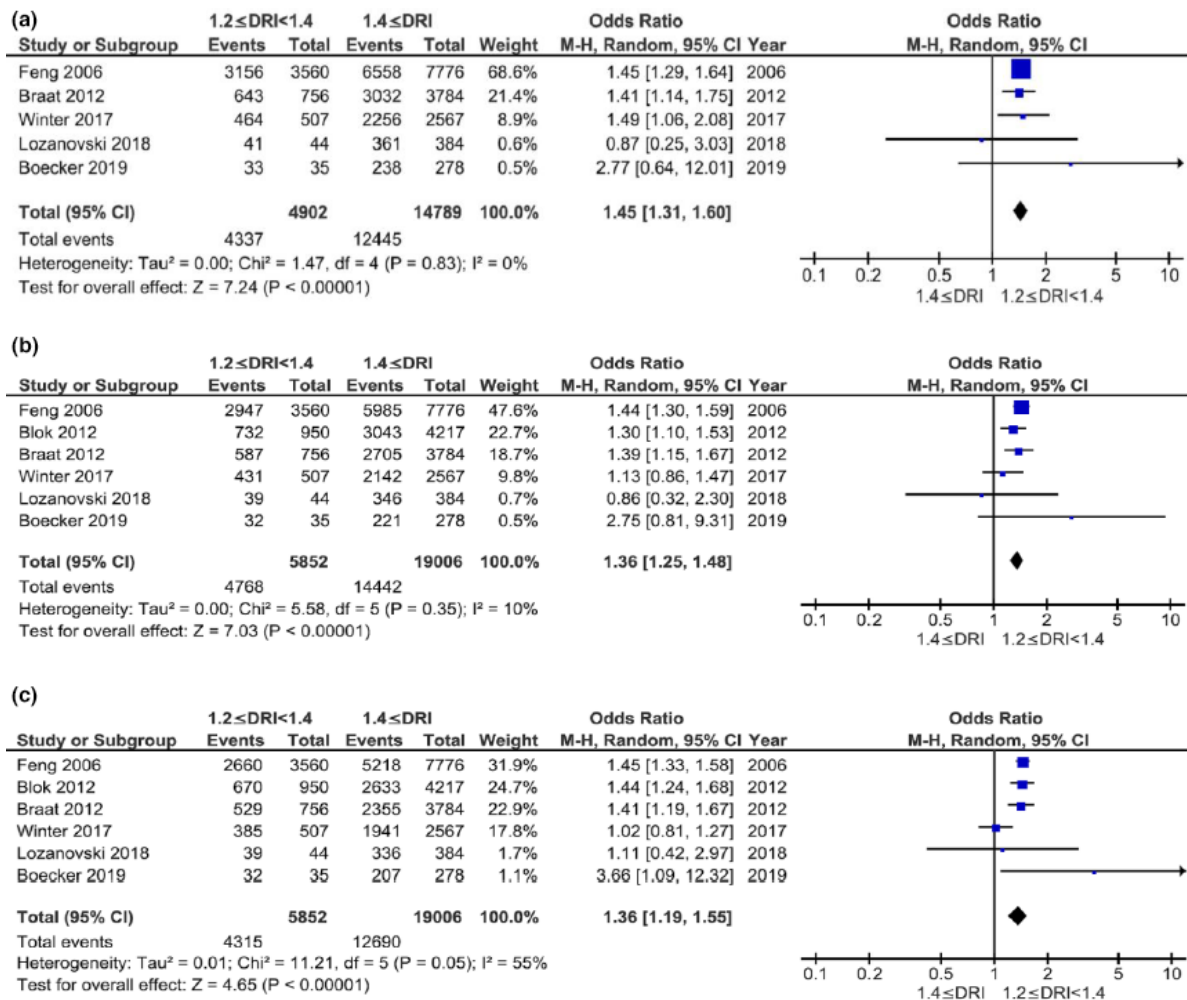 (a)
1.2≤DRI<1.4 1.4≤DRI Odds Ratio Odds Ratio
Study or Subgroup Events Total Events Total Weight M-H, Random, 95% CI Year M-H, Random, 95% CI
Feng 2006 3156 3560 6558 7776 68.6% 1.45 [1.29, 1.64] 2006
Braat 2012 643 756 3032 3784 21.4% 1.41 [1.14, 1.75] 2012
Winter 2017 464 507 2256 2567 8.9% 1.49 [1.06, 2.08] 2017
Lozanovski 2018 41 44 361 384 0.6% 0.87 [0.25, 3.03] 2018
Boecker 2019 33 35 238 278 0.5% 2.77 [0.64, 12.01] 2019
Total (95% CI) 4902 14789 100.0% 1.45 [1.31, 1.60]
Total events 4337 12445
Heterogeneity: Tau² = 0.00; Chi² = 1.47, df = 4 (P = 0.83); I² = 0%
Test for overall effect: Z = 7.24 (P < 0.00001)
0.1 0.2 0.5 1 2 5 10
1.4≤DRI 1.2≤DRI<1.4
(b)
1.2≤DRI<1.4 1.4≤DRI Odds Ratio Odds Ratio
Study or Subgroup Events Total Events Total Weight M-H, Random, 95% CI Year M-H, Random, 95% CI
Feng 2006 2947 3560 5985 7776 47.6% 1.44 [1.30, 1.59] 2006
Blok 2012 732 950 3043 4217 22.7% 1.30 [1.10, 1.53] 2012
Braat 2012 587 756 2705 3784 18.7% 1.39 [1.15, 1.67] 2012
Winter 2017 431 507 2142 2567 9.8% 1.13 [0.86, 1.47] 2017
Lozanovski 2018 39 44 346 384 0.7% 0.86 [0.32, 2.30] 2018
Boecker 2019 32 35 221 278 0.5% 2.75 [0.81, 9.31] 2019
Total (95% CI) 5852 19006 100.0% 1.36 [1.25, 1.48]
Total events 4768 14442
Heterogeneity: Tau² = 0.00; Chi² = 5.58, df = 5 (P = 0.35); I² = 10%
Test for overall effect: Z = 7.03 (P < 0.00001)
0.1 0.2 0.5 1 2 5 10
1.4≤DRI 1.2≤DRI<1.4
(c)
1.2≤DRI<1.4 1.4≤DRI Odds Ratio Odds Ratio
Study or Subgroup Events Total Events Total Weight M-H, Random, 95% CI Year M-H, Random, 95% CI
Feng 2006 2660 3560 5218 7776 31.9% 1.45 [1.33, 1.58] 2006
Blok 2012 670 950 2633 4217 24.7% 1.44 [1.24, 1.68] 2012
Braat 2012 529 756 2355 3784 22.9% 1.41 [1.19, 1.67] 2012
Winter 2017 385 507 1941 2567 17.8% 1.02 [0.81, 1.27] 2017
Lozanovski 2018 39 44 336 384 1.7% 1.11 [0.42, 2.97] 2018
Boecker 2019 32 35 207 278 1.1% 3.66 [1.09, 12.32] 2019
Total (95% CI) 5852 19006 100.0% 1.36 [1.19, 1.55]
Total events 4315 12690
Heterogeneity: Tau² = 0.01; Chi² = 11.21, df = 5 (P = 0.05); I² = 55%
Test for overall effect: Z = 4.65 (P < 0.00001)
0.1 0.2 0.5 1 2 5 10
1.4≤DRI 1.2≤DRI<1.4